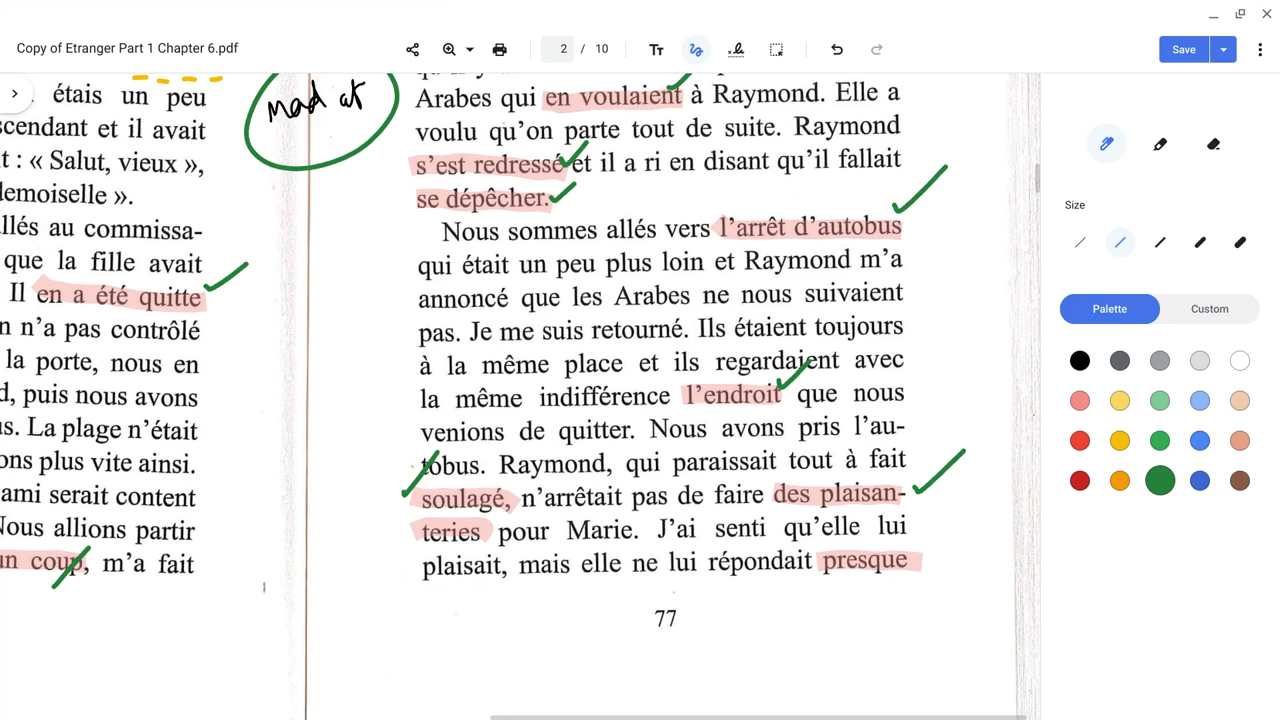 Copy of Etranger Part 1 Chapter 6.pdf
2 / 10
Save
étais un peu
scendant et il avait
t : « Salut, vieux »,
lemoiselle ».
llés au commissa-
que la fille avait
Il en a été quitte
n n'a pas contrôlé
la porte, nous en
d, puis nous avons
us. La plage n'était
ons plus vite ainsi.
ami serait content
Nous allions partir
un coup, m'a fait
mad at
Arabes qui en voulaient à Raymond. Elle a
voulu qu'on parte tout de suite. Raymond
s'est redressé et il a ri en disant qu'il fallait
se dépêcher.
Nous sommes allés vers l'arrêt d'autobus
qui était un peu plus loin et Raymond m'a
annoncé que les Arabes ne nous suivaient
pas. Je me suis retourné. Ils étaient toujours
à la même place et ils regardaient avec
la même indifférence l'endroit que nous
venions de quitter. Nous avons pris l'au-
tobus. Raymond, qui paraissait tout à fait
soulagé, n'arrêtait pas de faire des plaisan-
teries pour Marie. J'ai senti qu'elle lui
plaisait, mais elle ne lui répondait presque
77
Size
Palette
Custom